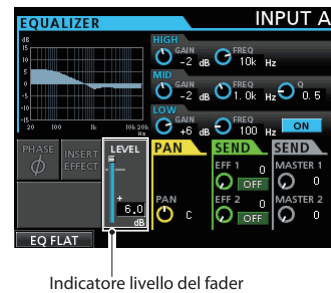 EQUALIZER
INPUT A
dB
15
10
5
0
-5
-10
-15
20 100 1k 10k 20k
HIGH
GAIN -2 dB FREQ 10k Hz
MID
GAIN -2 dB FREQ 1.0k Hz Q 0.5
LOW
GAIN +6 dB FREQ 100 Hz ON
PHASE
Φ
INSERT
EFFECT
LEVEL
+
6.0
dB
PAN
PAN
C
SEND
EFF 1
0
OFF
EFF 2
0
OFF
SEND
MASTER 1
0
MASTER 2
0
EQ FLAT
Indicatore livello del fader